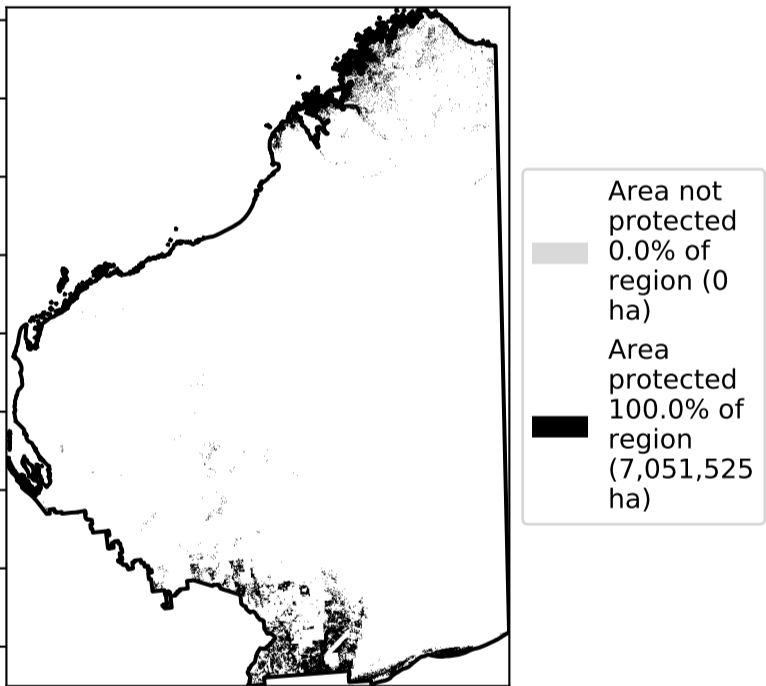 Area not
protected
0.0% of
region (0
ha)
Area
protected
100.0% of
region
(7,051,525
ha)